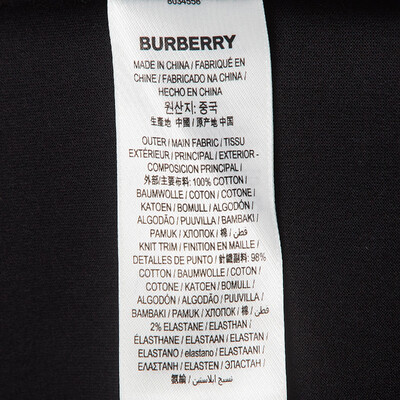 8034556
BURBERRY
MADE IN CHINA / FABRIQUÉ EN
CHINE / FABRICADO NA CHINA /
HECHO EN CHINA
원산지: 중국
生産地 中國 / 原产地 中国
OUTER / MAIN FABRIC / TISSU
EXTÉRIEUR / PRINCIPAL / EXTERIOR -
COMPOSICION PRINCIPAL /
外部/主要布料: 100% COTTON /
BAUMWOLLE / COTON / COTONE /
KATOEN / BOMULL / ALGODÓN /
ALGODÃO / PUUVILLA / BAMBAKI /
PAMUK / ХЛОПОК / 棉 / قطن /
KNIT TRIM / FINITION EN MAILLE /
DETALLES DE PUNTO / 針織副料: 98%
COTTON / BAUMWOLLE / COTON /
COTONE / KATOEN / BOMULL /
ALGODÓN / ALGODÃO / PUUVILLA /
BAMBAKI / PAMUK / ХЛОПОК / 棉 / قطن /
2% ELASTANE / ELASTHAN /
ÉLASTHANE / ELASTAAN / ELASTAN /
ELASTANO / elastano / ELASTAANI /
ΕΛΑΣΤΑΝΗ / ELASTEN / ЭЛАСТАН /
氨綸 / نسيج إيلاستين /